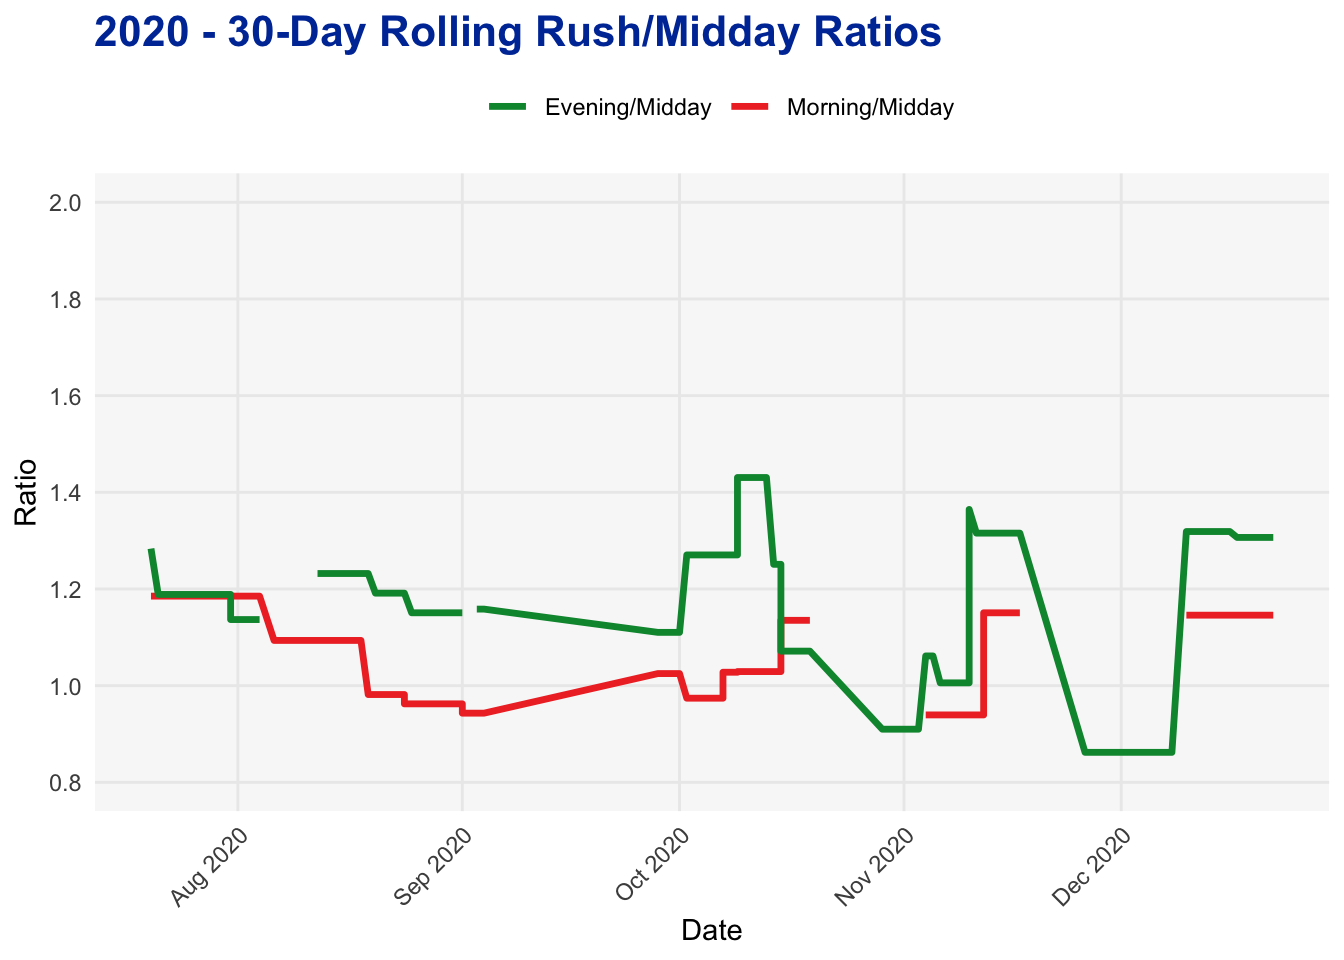 2020 - 30-Day Rolling Rush/Midday Ratios
Evening/Midday
Morning/Midday
2.0
1.8
1.6
1.4
1.2
1.0
0.8
Ratio
Aug 2020
Sep 2020
Oct 2020
Nov 2020
Dec 2020
Date